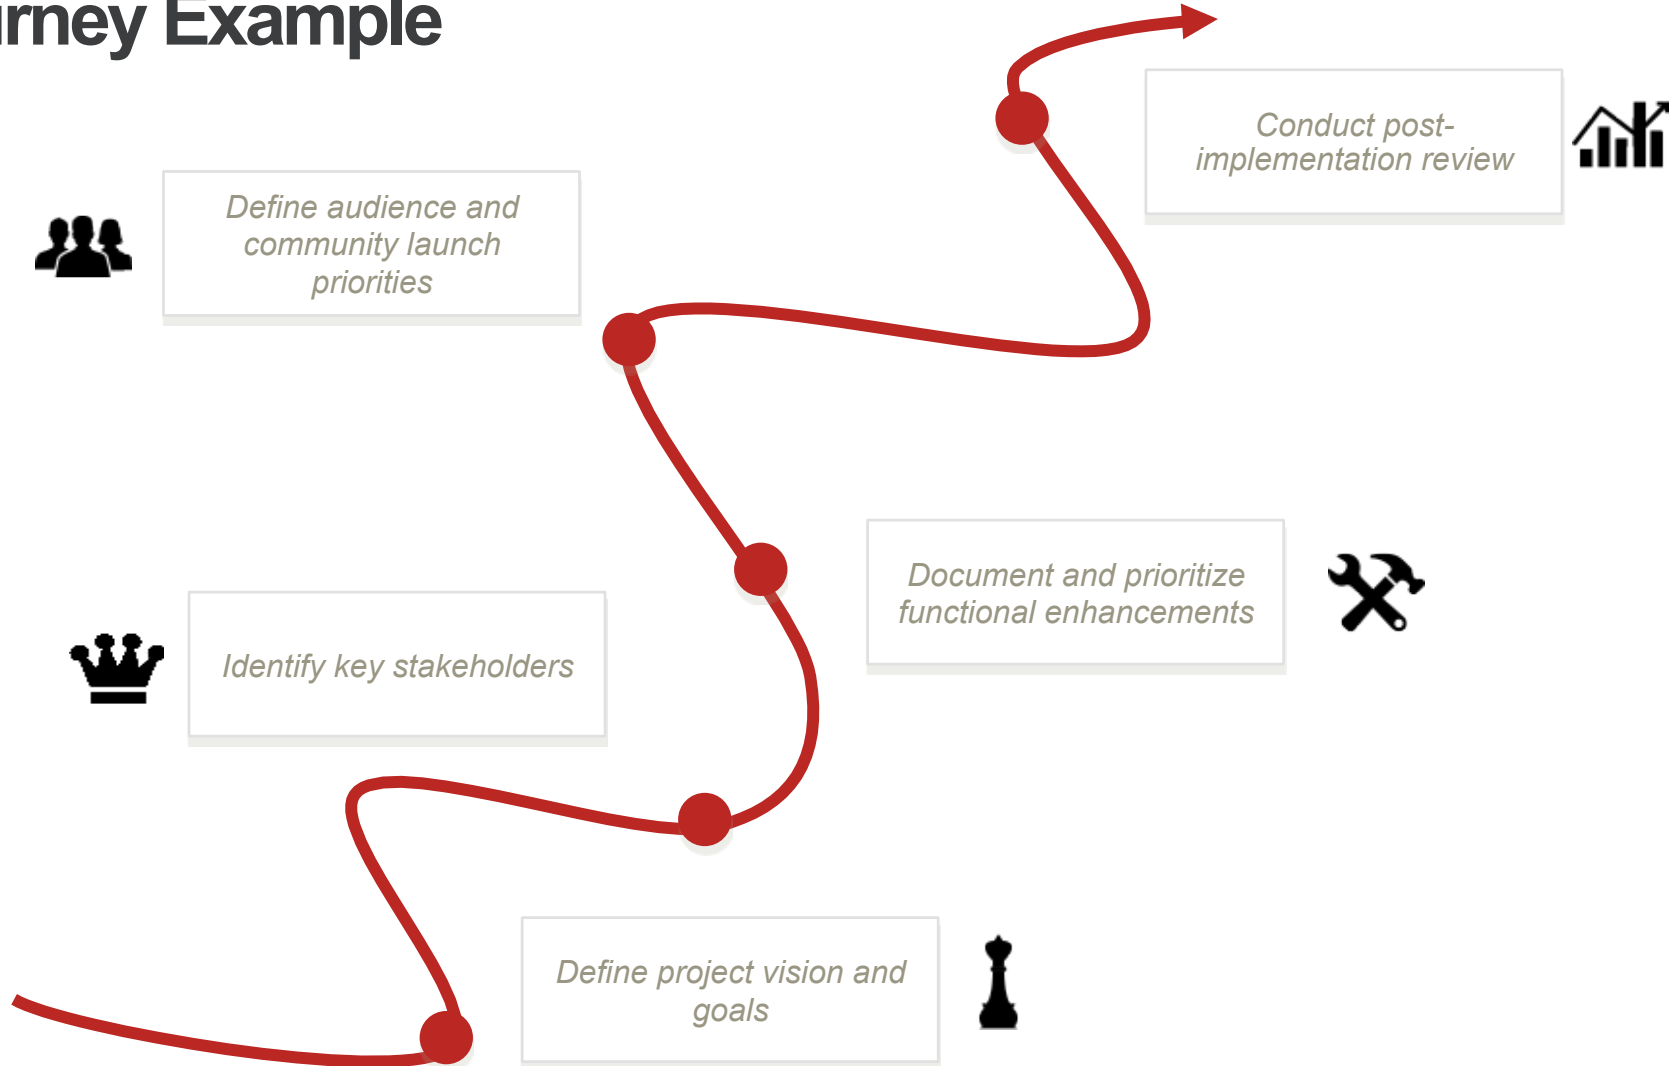 urney Example
Conduct post-
implementation review
Define audience and
community launch
priorities
Document and prioritize
functional enhancements
Identify key stakeholders
Define project vision and
goals